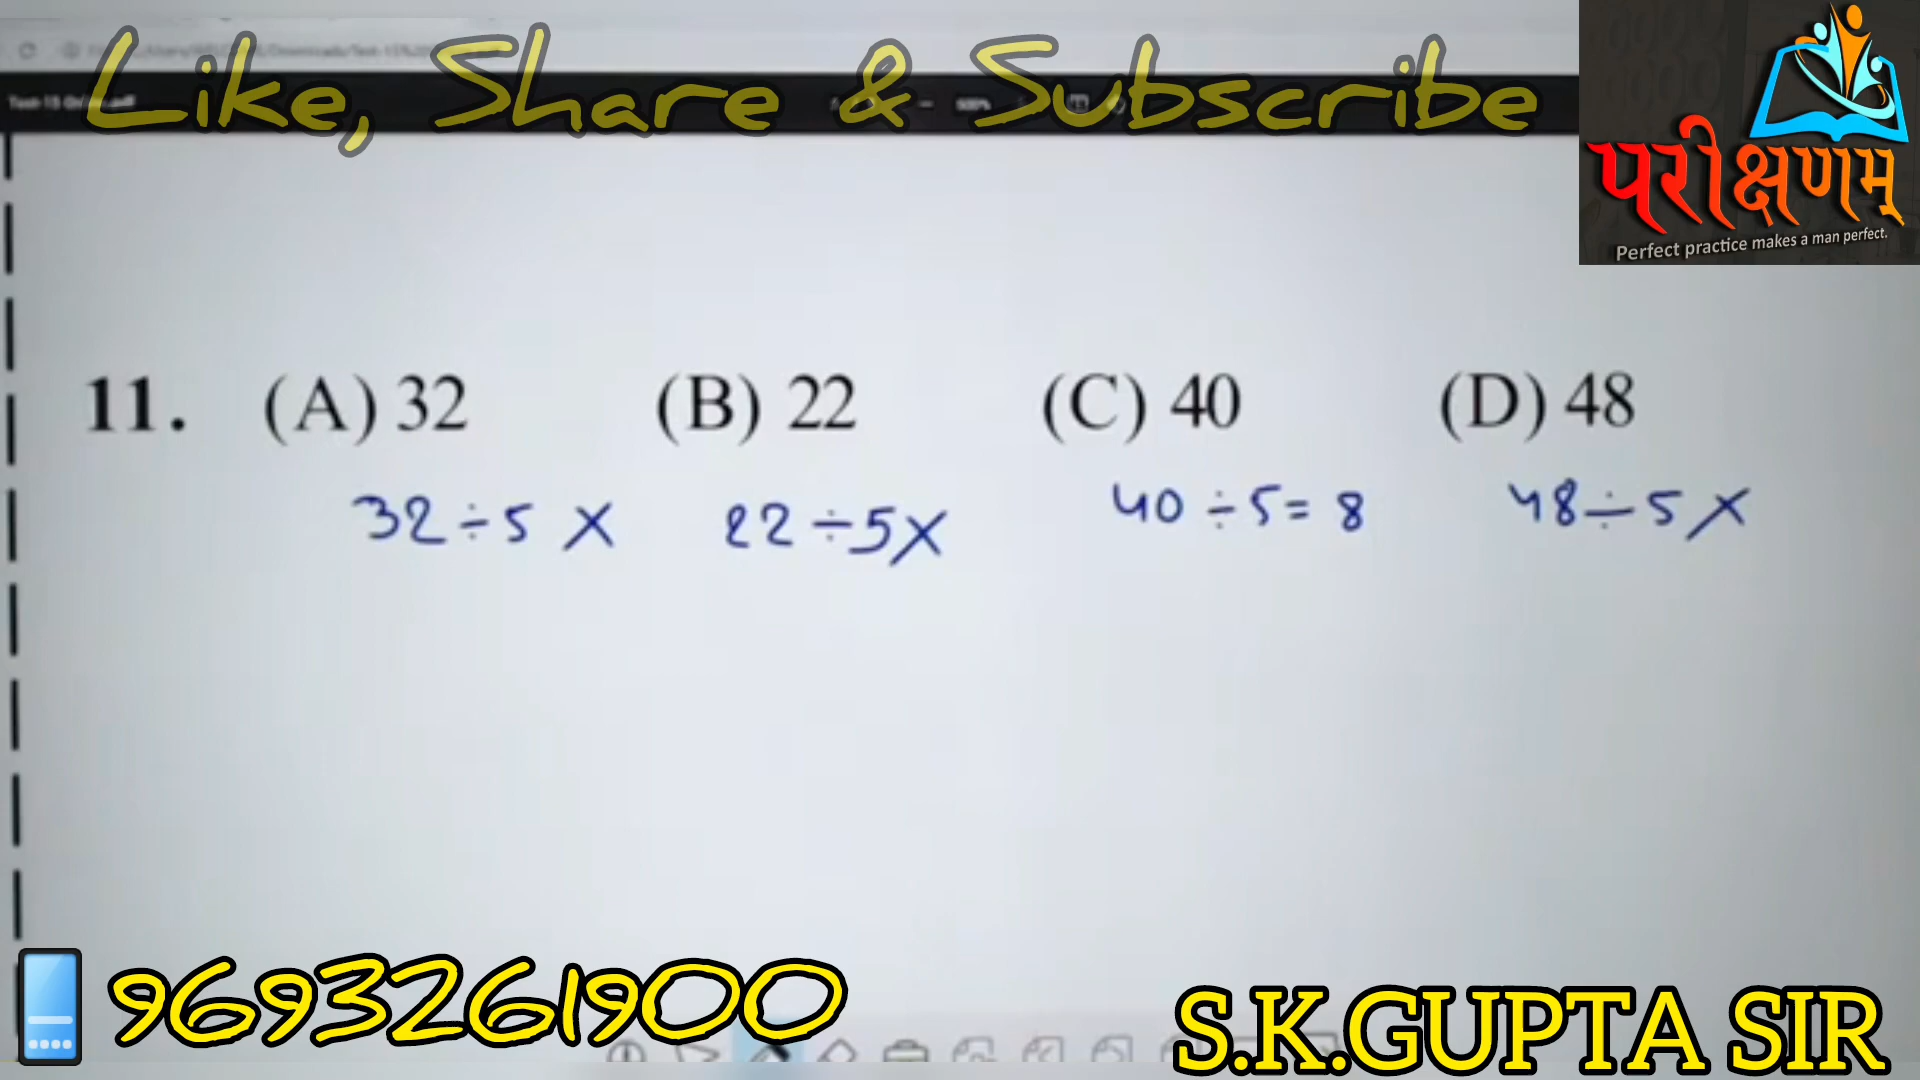 Like, Share & Subscribe
परीक्षणम्
Perfect practice makes a man perfect.
11. (A) 32 (B) 22 (C) 40 (D) 48
32÷5 X 22÷5X 40÷5=8 48÷5X
9693261900
S.K.GUPTA SIR